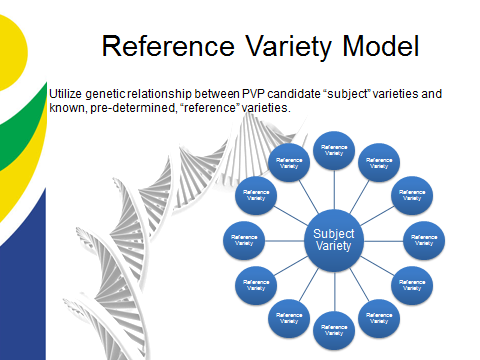 Reference Variety Model
Utilize genetic relationship between PVP candidate “subject” varieties and
known, pre-determined, “reference” varieties.
Reference
Variety
Reference
Variety
Reference
Variety
Reference
Variety
Reference
Variety
Subject
Variety
Reference
Variety
Reference
Variety
Reference
Variety
Reference
Variety
Reference
Variety
Reference
Variety
Reference
Variety